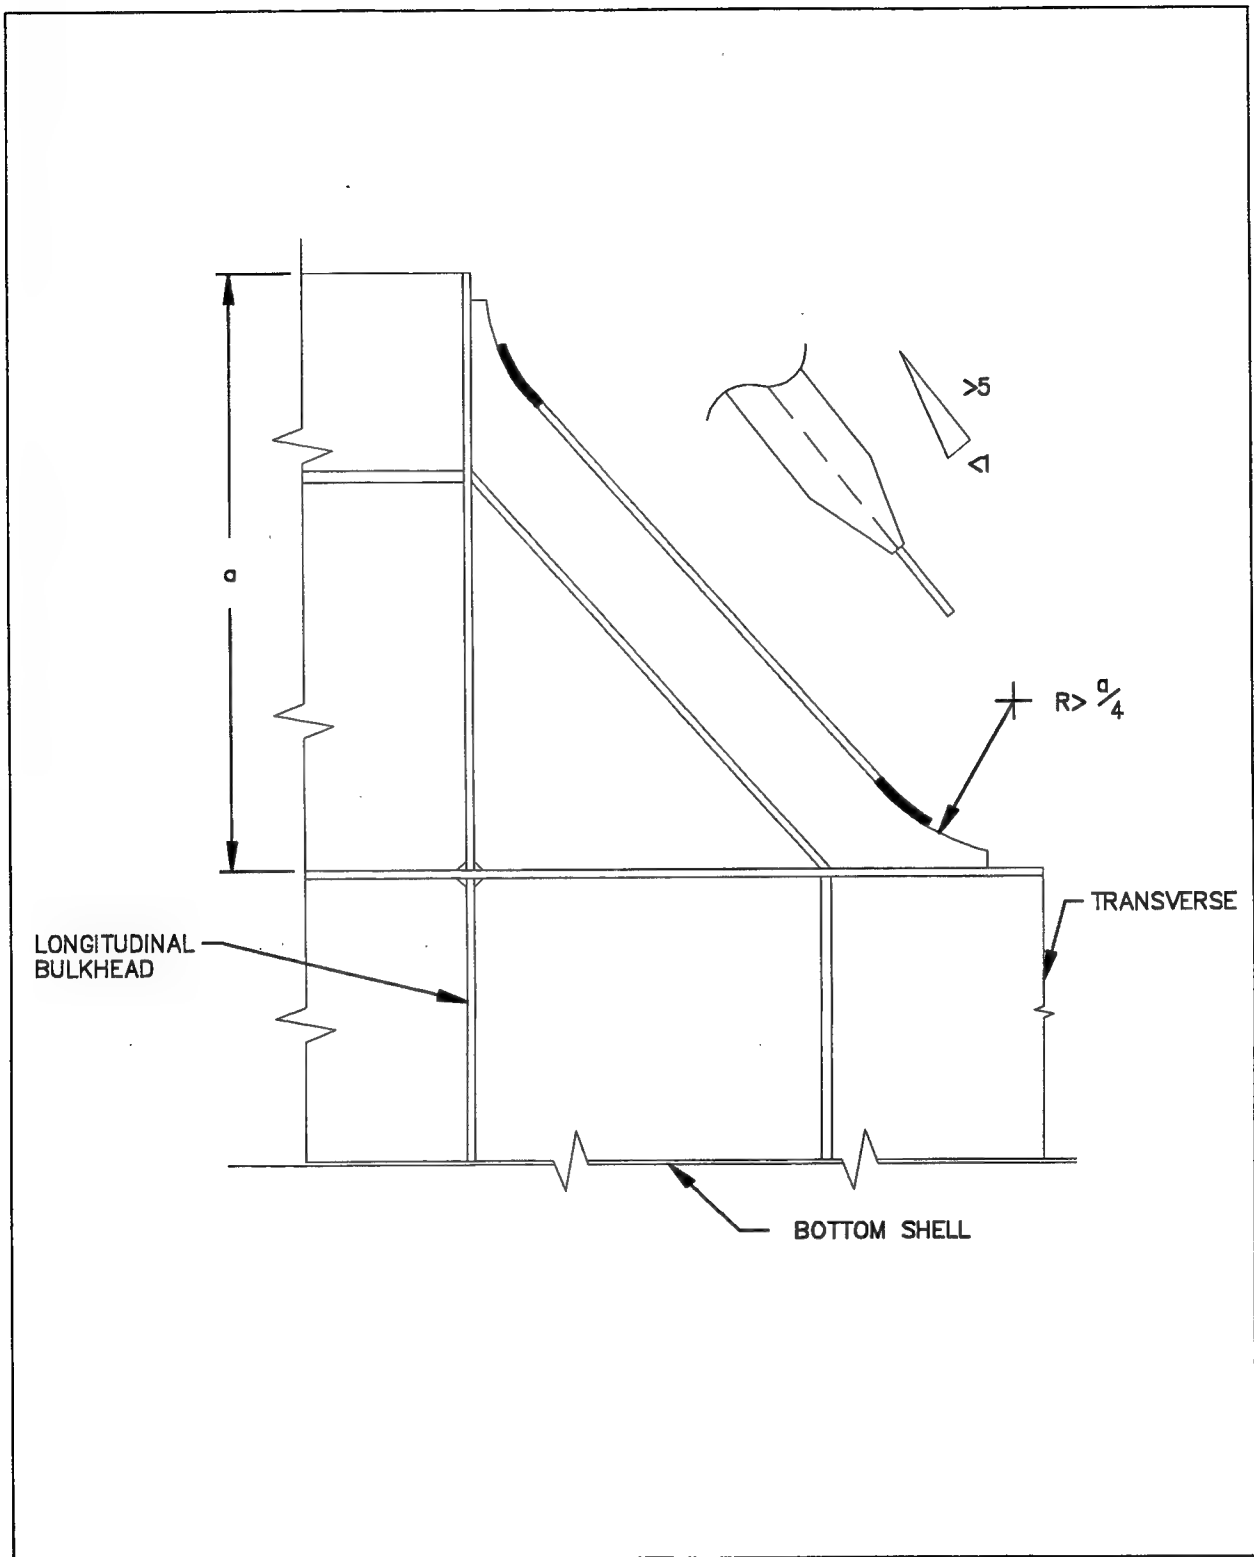 >5
<1
a
R> a/4
TRANSVERSE
LONGITUDINAL
BULKHEAD
BOTTOM SHELL